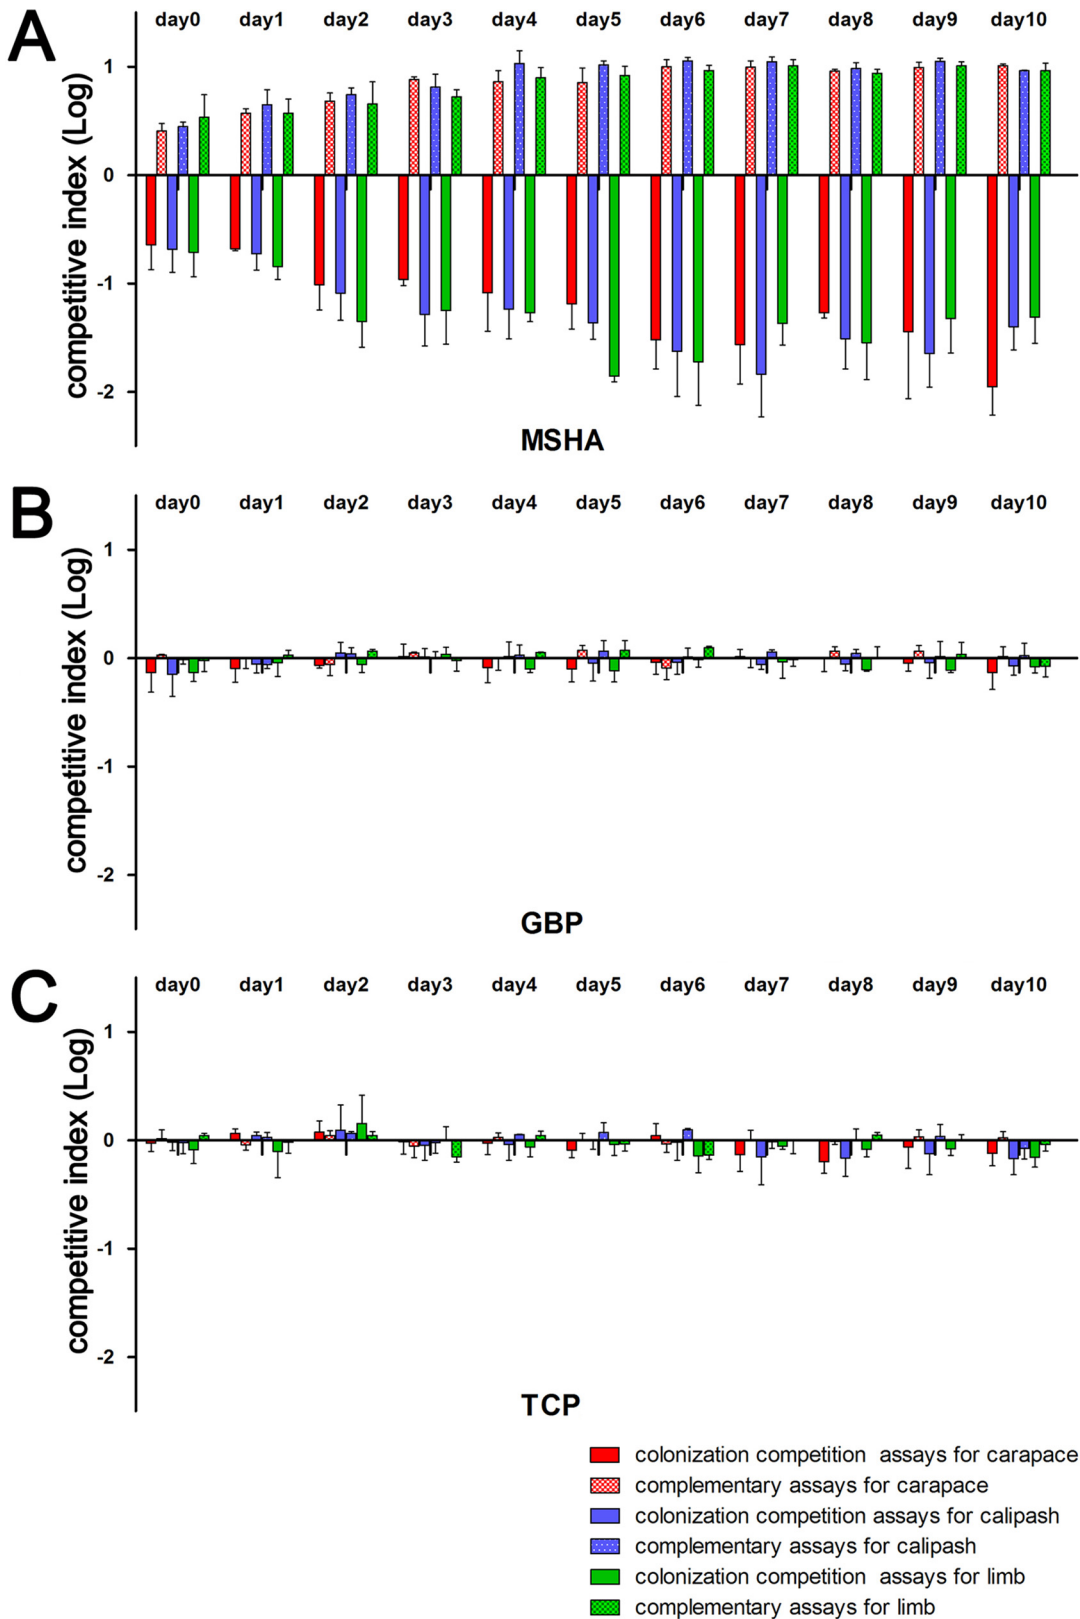 A
day0 day1 day2 day3 day4 day5 day6 day7 day8 day9 day10
competitive index (Log)
1
0
-1
-2
MSHA
B
day0 day1 day2 day3 day4 day5 day6 day7 day8 day9 day10
competitive index (Log)
1
0
-1
-2
GBP
C
day0 day1 day2 day3 day4 day5 day6 day7 day8 day9 day10
competitive index (Log)
1
0
-1
-2
TCP
colonization competition assays for carapace
complementary assays for carapace
colonization competition assays for calipash
complementary assays for calipash
colonization competition assays for limb
complementary assays for limb